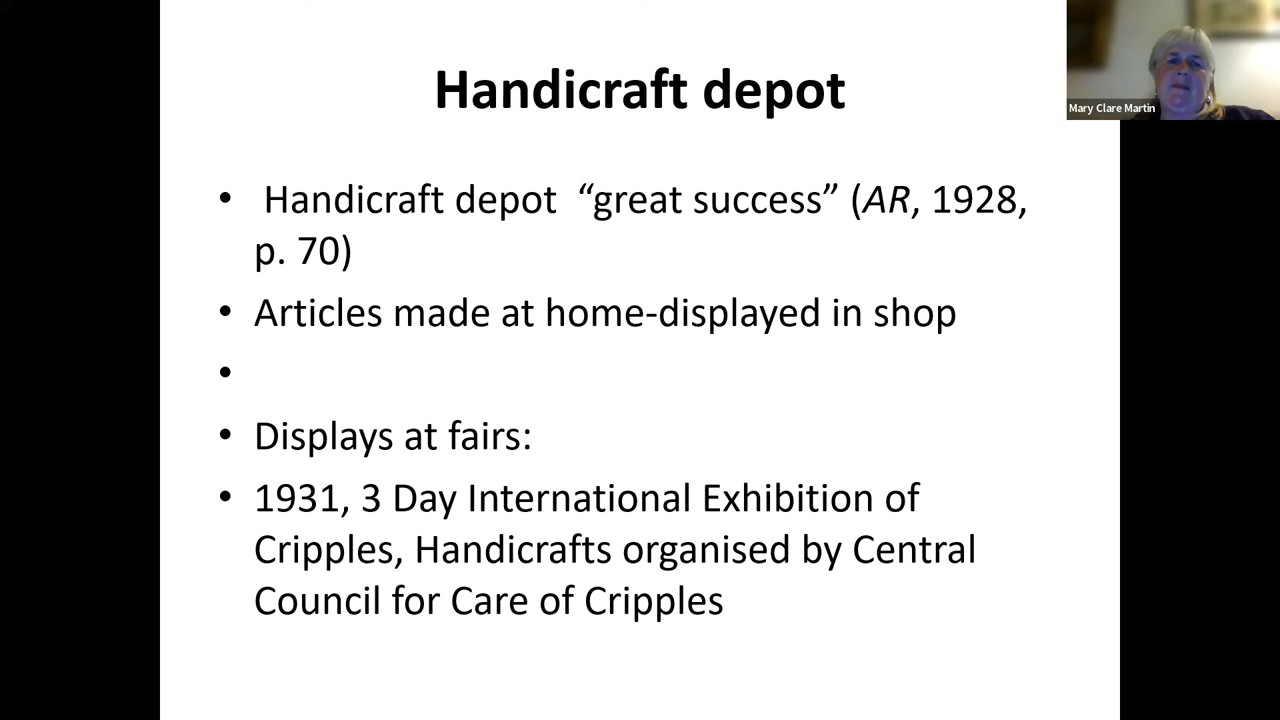 Handicraft depot
Mary Clare Martin
• Handicraft depot “great success” (AR, 1928,
p. 70)
• Articles made at home-displayed in shop
•
• Displays at fairs:
• 1931, 3 Day International Exhibition of
Cripples, Handicrafts organised by Central
Council for Care of Cripples